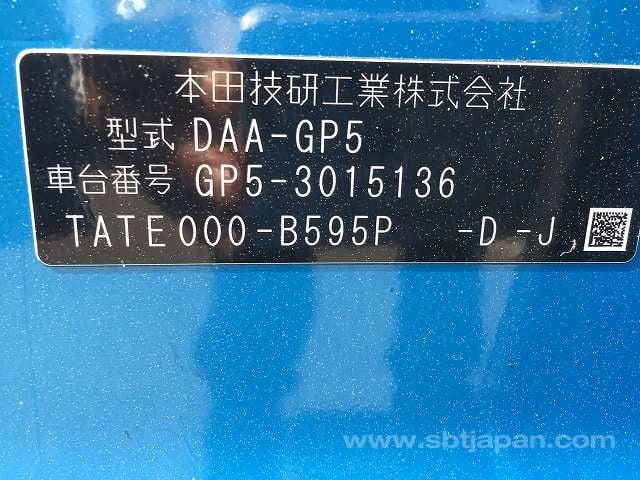 本田技研工業株式会社
型式 DAA-GP5
車台番号 GP5-3015136
TATE000-B595P -D -J
www.sbtjapan.com